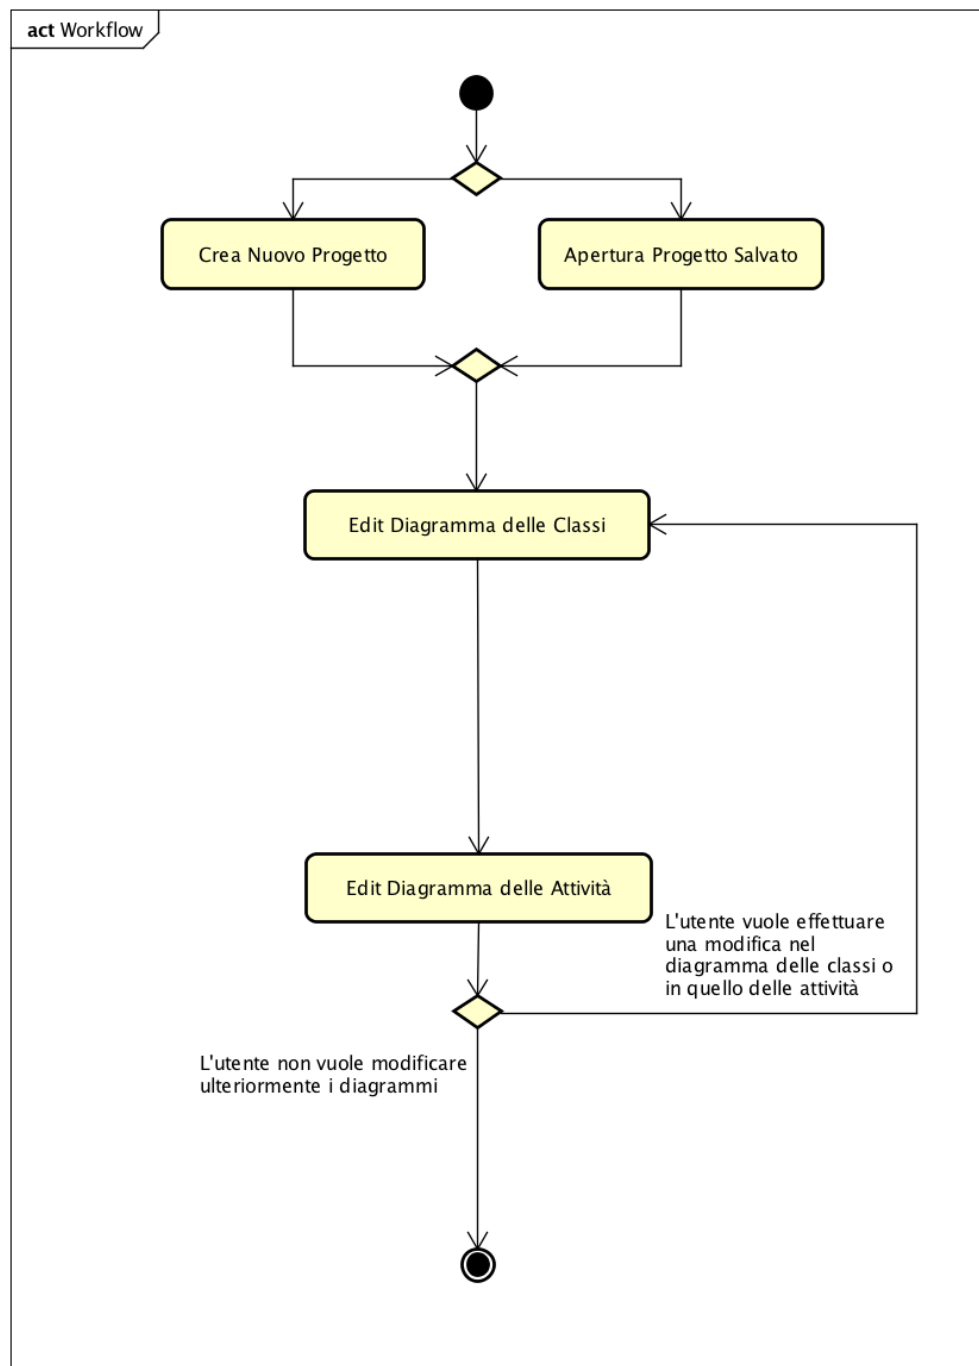 act Workflow
Crea Nuovo Progetto
Apertura Progetto Salvato
Edit Diagramma delle Classi
Edit Diagramma delle Attività
L'utente vuole effettuare
una modifica nel
diagramma delle classi o
in quello delle attività
L'utente non vuole modificare
ulteriormente i diagrammi